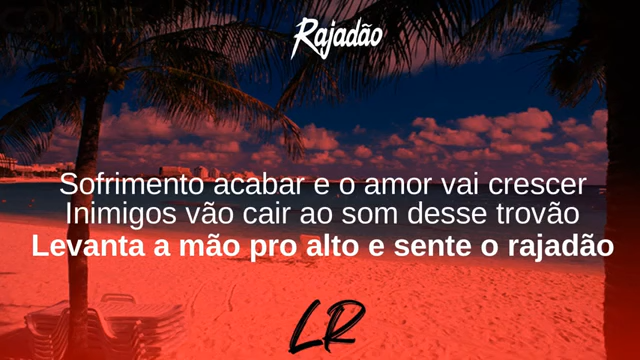 Rajadão
Sofrimento acabar e o amor vai crescer
Inimigos vão cair ao som desse trovão
Levanta a mão pro alto e sente o rajadão
LR